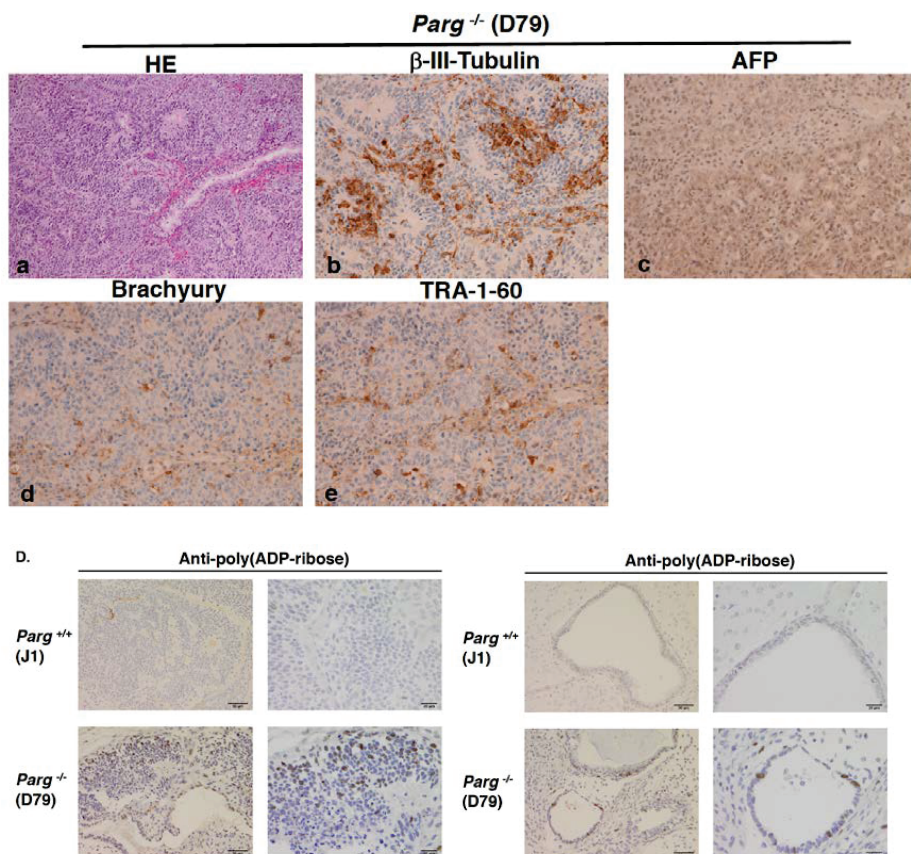 Parg -/- (D79)
HE β-III-Tubulin AFP
a b c
Brachyury TRA-1-60
d e
D.
Anti-poly(ADP-ribose) Anti-poly(ADP-ribose)
Parg +/+
(J1)
Parg +/+
(J1)
Parg -/-
(D79)
Parg -/-
(D79)